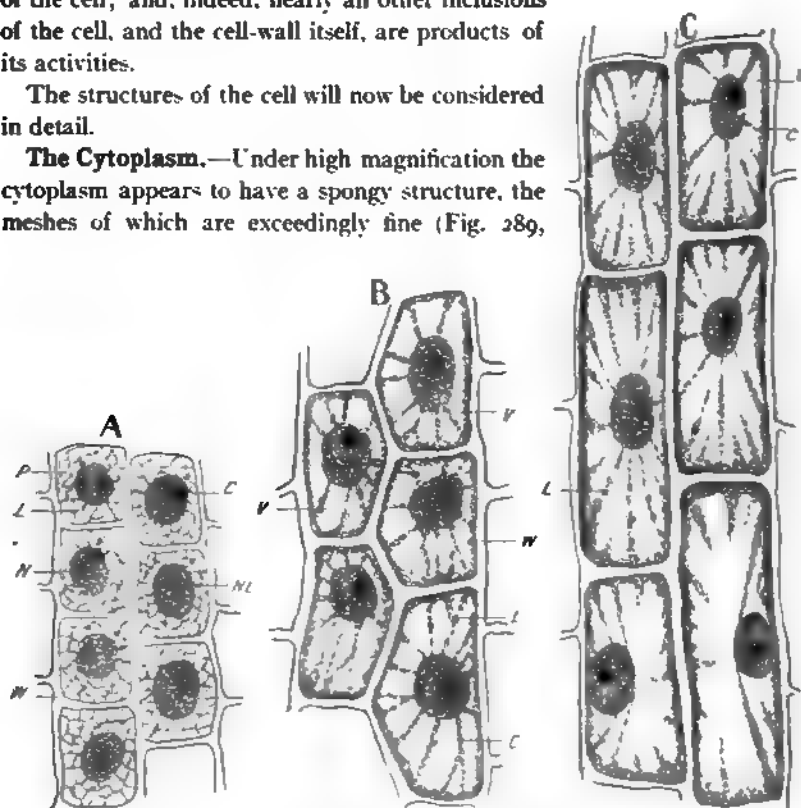 of the cell, and, indeed, nearly all other inclusions
of the cell, and the cell-wall itself, are products of
its activities.
The structures of the cell will now be considered
in detail.
The Cytoplasm.—Under high magnification the
cytoplasm appears to have a spongy structure, the
meshes of which are exceedingly fine (Fig. 289,
C
C
B
V
A
P
C
L
V
L
W
N
NL
L
W
C